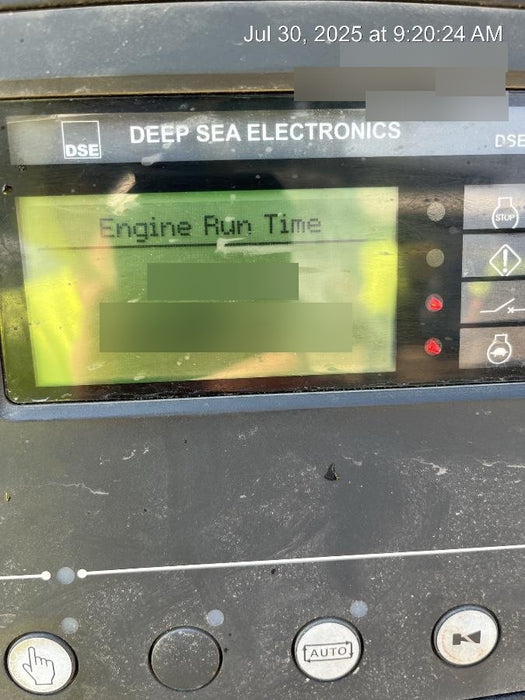 Jul 30, 2025 at 9:20:24 AM
DSE DEEP SEA ELECTRONICS DSE
Engine Run Time
STOP
AUTO